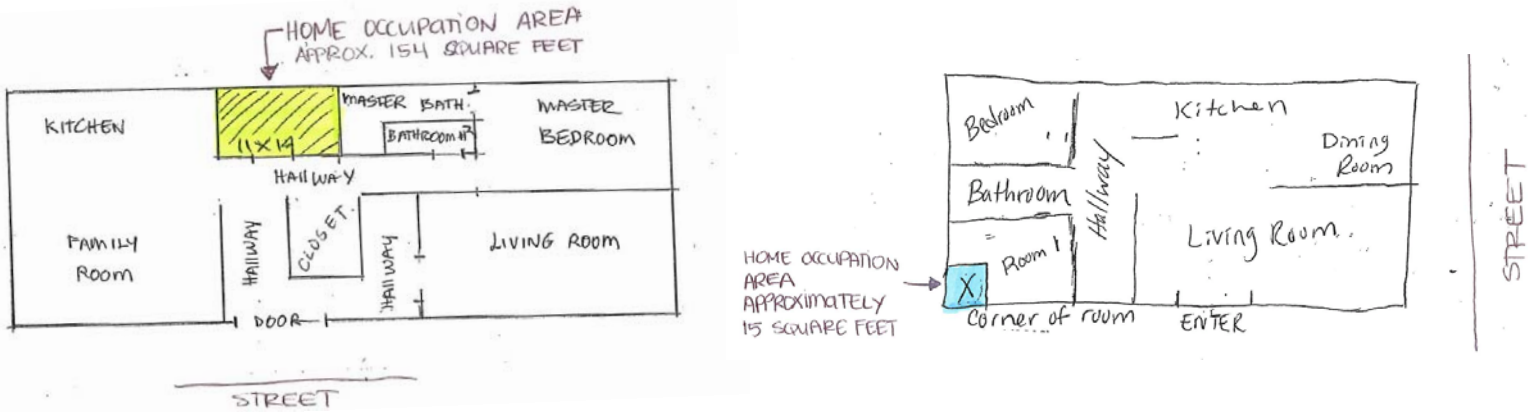 HOME OCCUPATION AREA
APPROX. 154 SQUARE FEET
KITCHEN
11 X 14
MASTER BATH
BATHROOM
MASTER
BEDROOM
HALLWAY
FAMILY
ROOM
HALLWAY
CLOSET
HALLWAY
LIVING ROOM
DOOR
STREET
Bedroom
Kitchen
Dining
Room
Bathroom
Hallway
Living Room
Room 1
HOME OCCUPATION
AREA
APPROXIMATELY
15 SQUARE FEET
X
Corner of room
ENTER
STREET